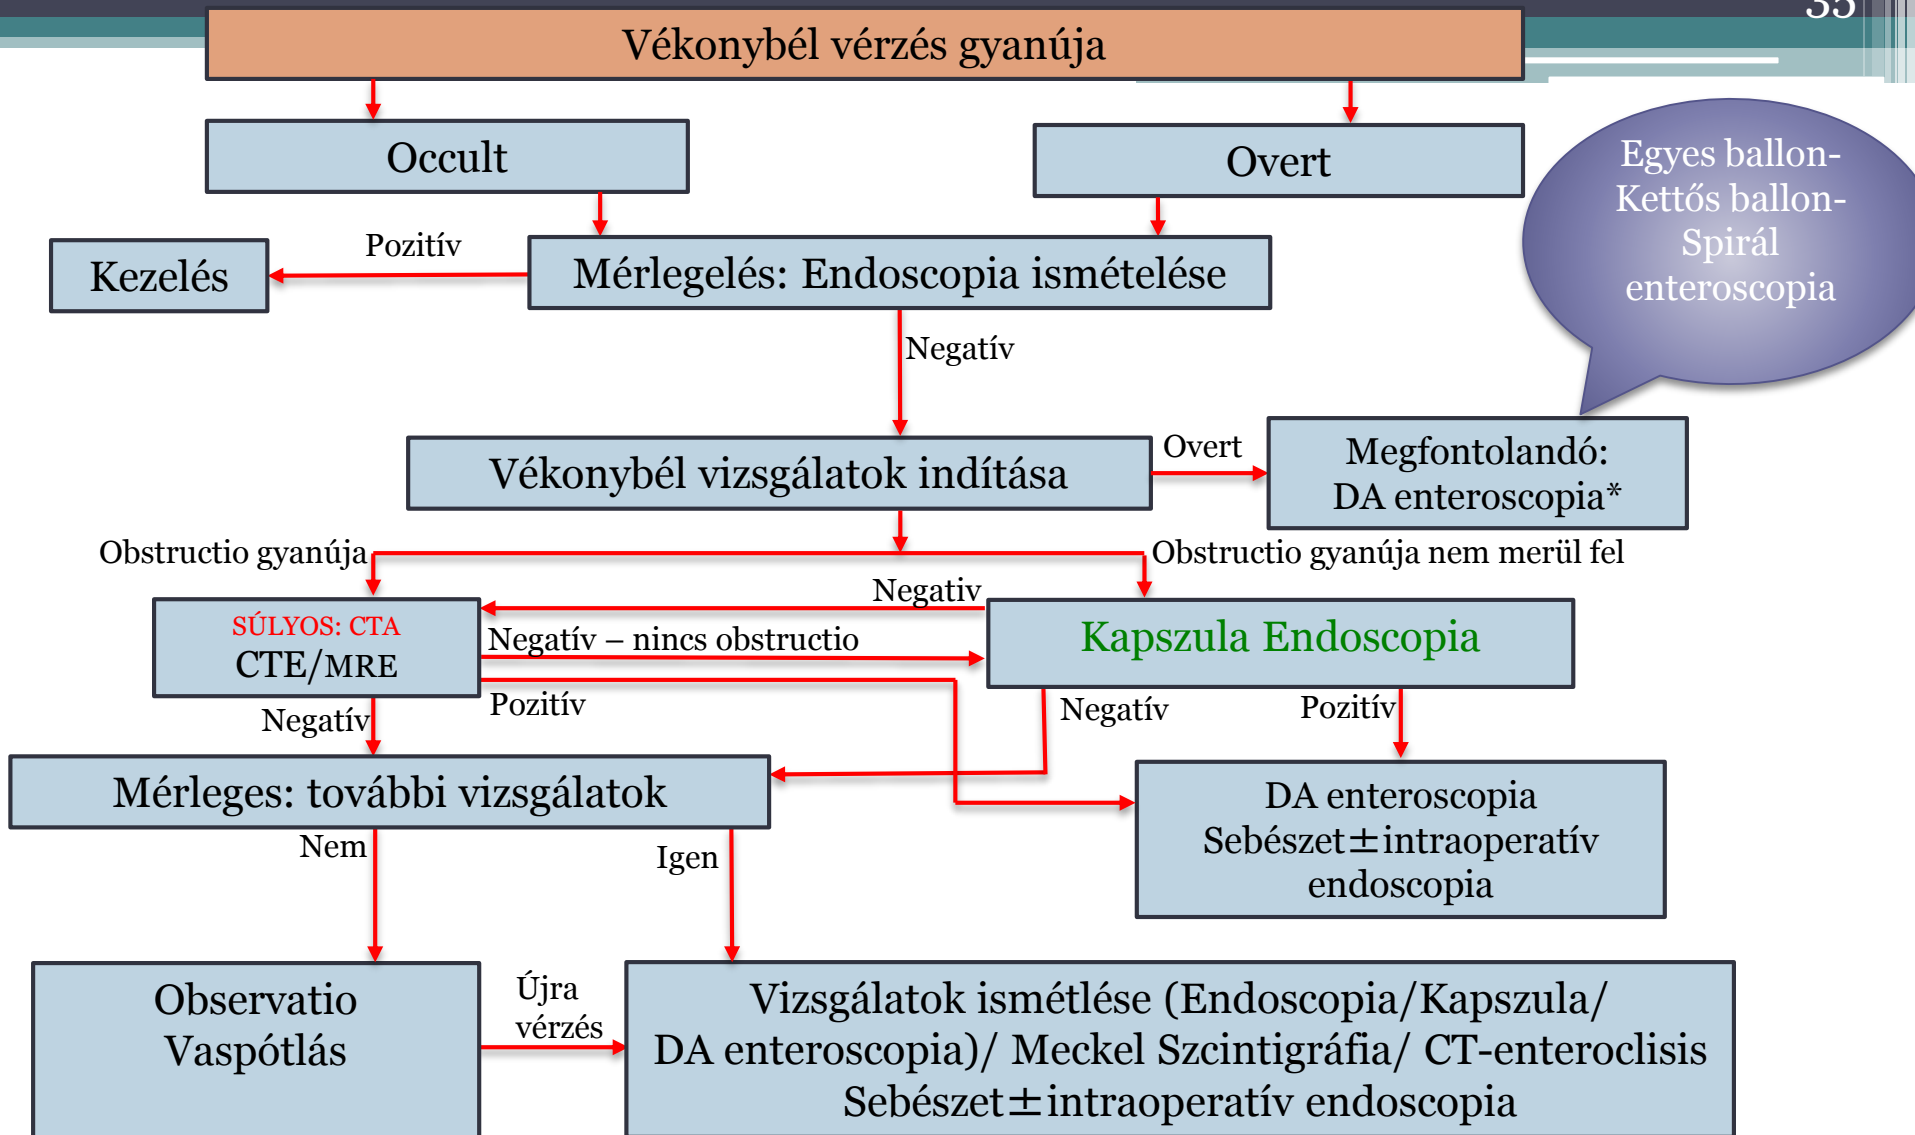 35
Vékonybél vérzés gyanúja
Occult
Overt
Egyes ballon-
Kettős ballon-
Spirál
enteroscopia
Pozitív
Kezelés
Mérlegelés: Endoscopia ismételése
Negatív
Vékonybél vizsgálatok indítása
Overt
Megfontolandó:
DA enteroscopia*
Obstructio gyanúja
Obstructio gyanúja nem merül fel
Negativ
SÚLYOS: CTA
CTE/MRE
Negatív – nincs obstructio
Kapszula Endoscopia
Pozitív
Negatív
Negatív
Pozitív
Mérleges: további vizsgálatok
DA enteroscopia
Sebészet±intraoperatív
endoscopia
Nem
Igen
Observatio
Vaspótlás
Újra
vérzés
Vizsgálatok ismétlése (Endoscopia/Kapszula/
DA enteroscopia)/ Meckel Szcintigráfia/ CT-enteroclisis
Sebészet±intraoperatív endoscopia